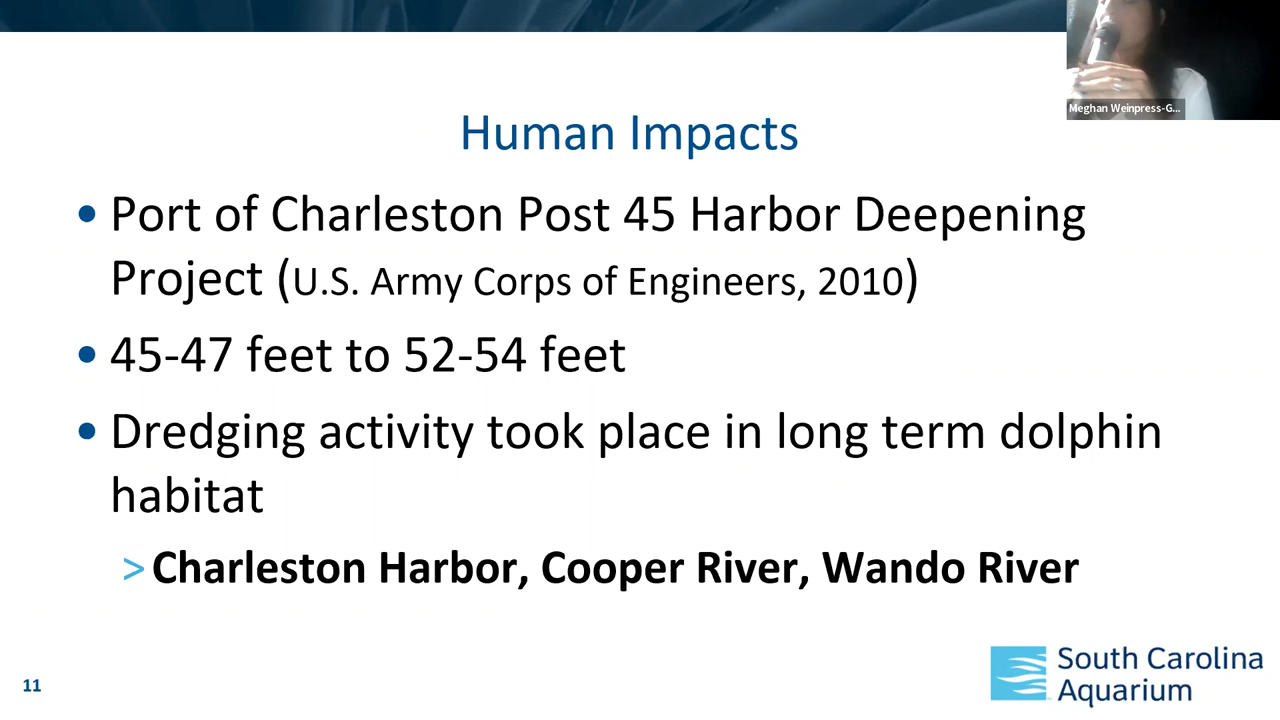 Meghan Weinpress-G...
Human Impacts
• Port of Charleston Post 45 Harbor Deepening
Project (U.S. Army Corps of Engineers, 2010)
• 45-47 feet to 52-54 feet
• Dredging activity took place in long term dolphin
habitat
> Charleston Harbor, Cooper River, Wando River
11
South Carolina
Aquarium